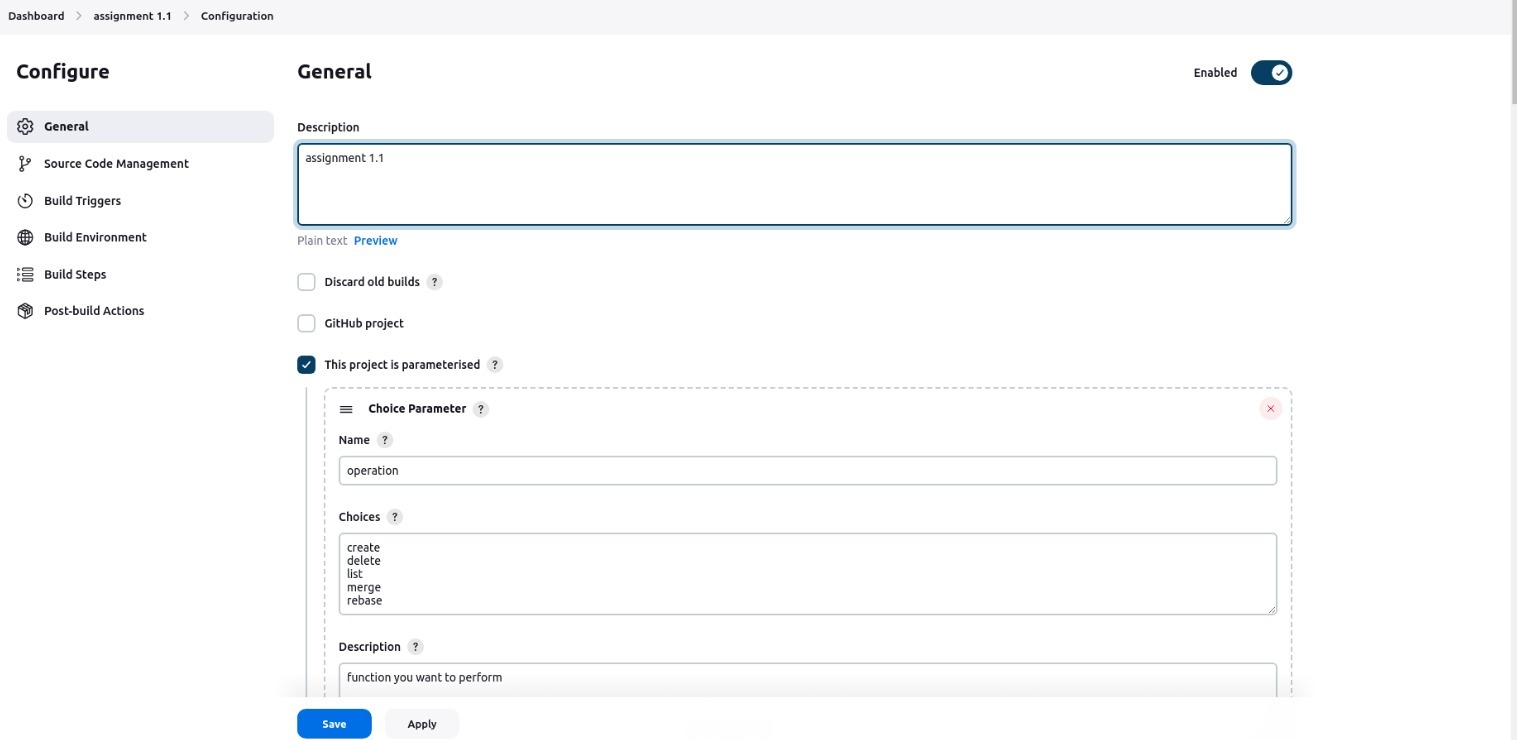 Dashboard > assignment 1.1 > Configuration
Configure
General
Source Code Management
Build Triggers
Build Environment
Build Steps
Post-build Actions
General
Enabled
Description
assignment 1.1
Plain text Preview
Discard old builds ?
GitHub project
This project is parameterised ?
Choice Parameter ?
Name ?
operation
Choices ?
create
delete
list
merge
rebase
Description ?
function you want to perform
Save Apply